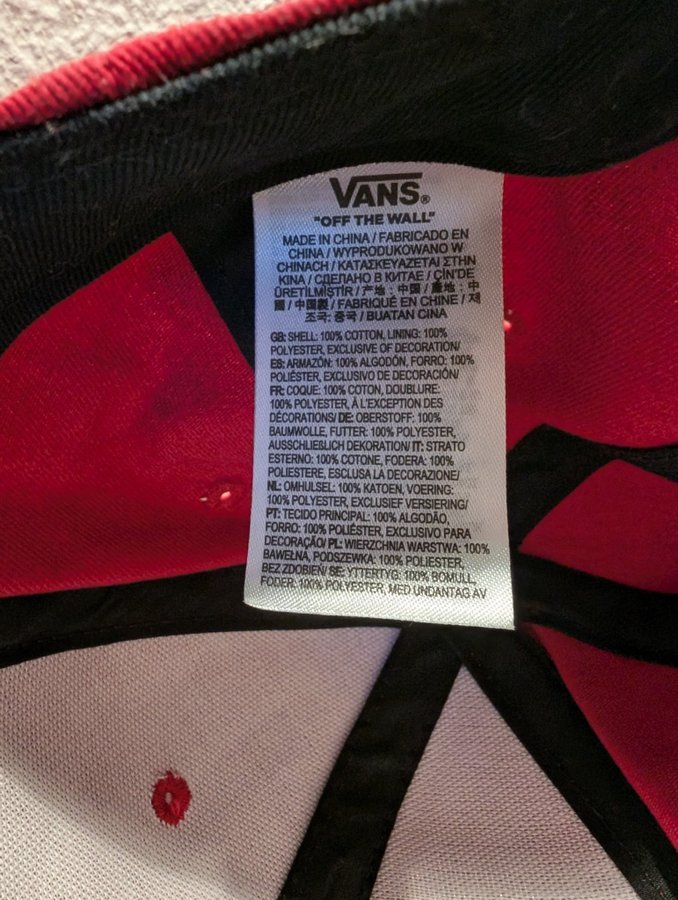 VANS®
"OFF THE WALL"
MADE IN CHINA / FABRICADO EN
CHINA / WYPRODUKOWANO W
CHINACH / ΚΑΤΑΣΚΕΥΑΖΕΤΑΙ ΣΤΗΝ
ΚΙΝΑ / СДЕЛАНО В КИТАЕ / ÇİN'DE
ÜRETİLMİŞTİR / 产地：中国 / 產地：中
國 / 中国製 / FABRIQUÉ EN CHINE / 제
조국: 중국 / BUATAN CINA
GB: SHELL: 100% COTTON, LINING: 100%
POLYESTER, EXCLUSIVE OF DECORATION/
ES: ARMAZÓN: 100% ALGODÓN, FORRO: 100%
POLIÉSTER, EXCLUSIVO DE DECORACIÓN/
FR: COQUE: 100% COTON, DOUBLURE:
100% POLYESTER, À L'EXCEPTION DES
DÉCORATIONS/ DE: OBERSTOFF: 100%
BAUMWOLLE, FUTTER: 100% POLYESTER,
AUSSCHLIEßLICH DEKORATION/ IT: STRATO
ESTERNO: 100% COTONE, FODERA: 100%
POLIESTERE, ESCLUSA LA DECORAZIONE/
NL: OMHULSEL: 100% KATOEN, VOERING:
100% POLYESTER, EXCLUSIEF VERSIERING/
PT: TECIDO PRINCIPAL: 100% ALGODÃO,
FORRO: 100% POLIÉSTER, EXCLUSIVO PARA
DECORAÇÃO/ PL: WIERZCHNIA WARSTWA: 100%
BAWEŁNA, PODSZEWKA: 100% POLIESTER,
BEZ ZDOBIEŃ/ SE: YTTERTYG: 100% BOMULL,
FODER: 100% POLYESTER, MED UNDANTAG AV